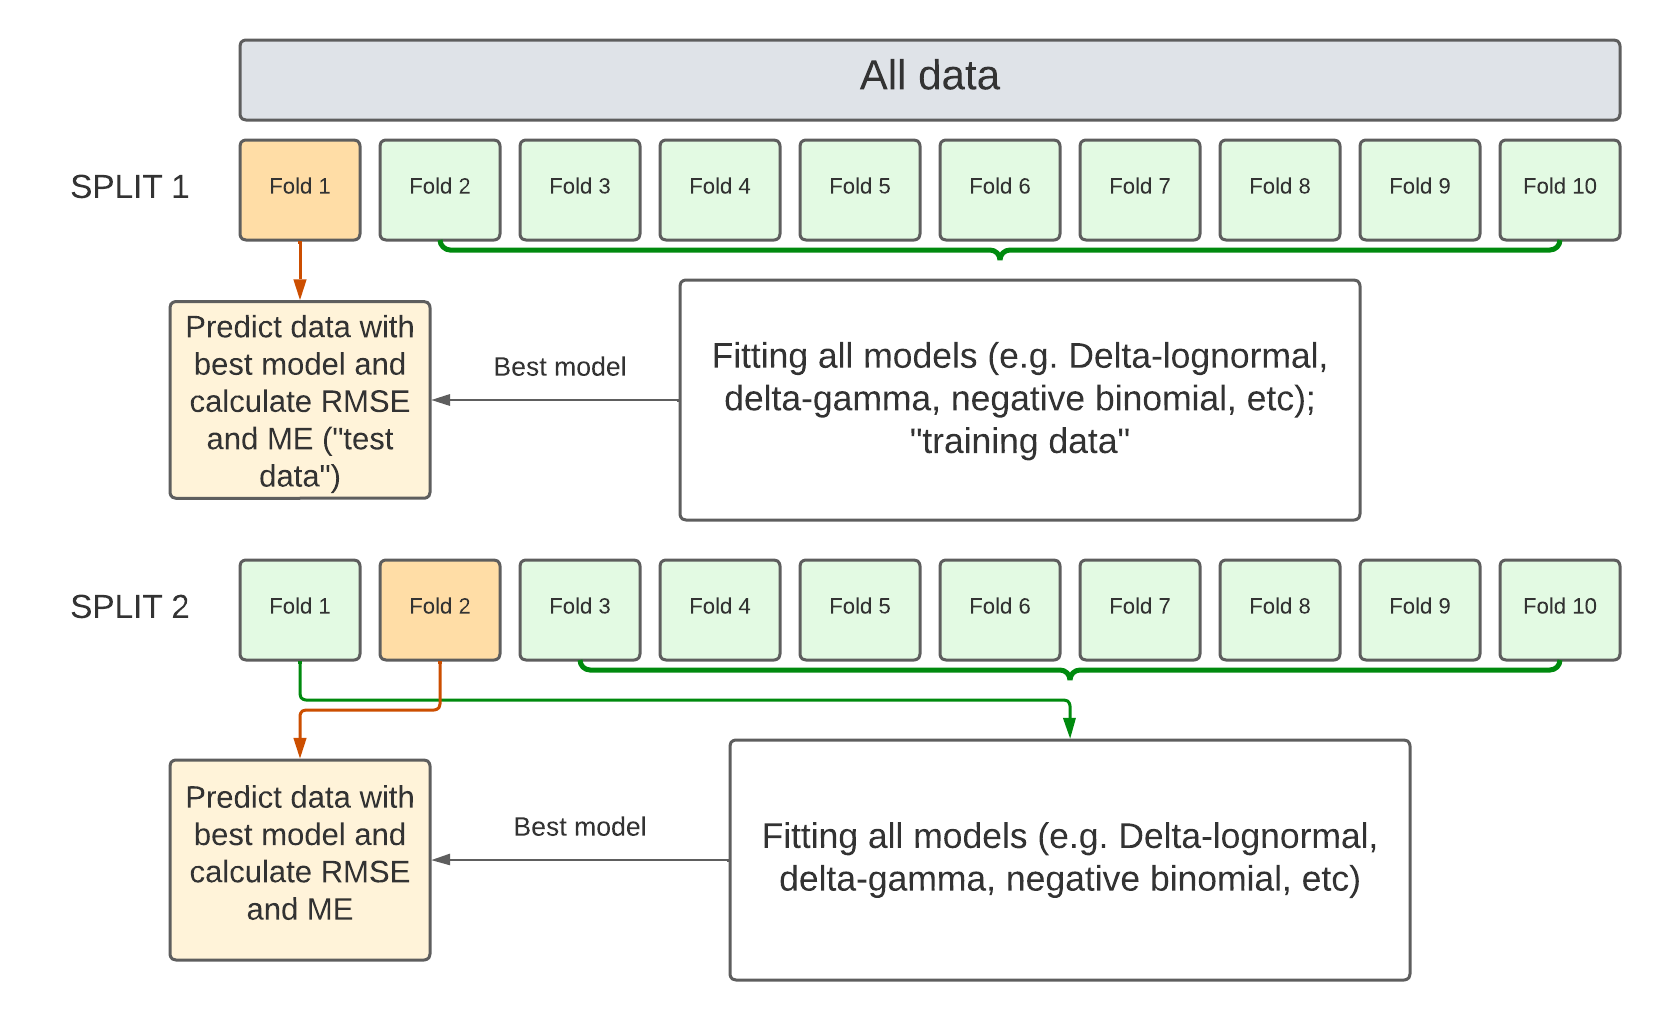 All data
SPLIT 1
Fold 1
Fold 2
Fold 3
Fold 4
Fold 5
Fold 6
Fold 7
Fold 8
Fold 9
Fold 10
Predict data with
best model and
calculate RMSE
and ME ("test
data")
Best model
Fitting all models (e.g. Delta-lognormal,
delta-gamma, negative binomial, etc);
"training data"
SPLIT 2
Fold 1
Fold 2
Fold 3
Fold 4
Fold 5
Fold 6
Fold 7
Fold 8
Fold 9
Fold 10
Predict data with
best model and
calculate RMSE
and ME
Best model
Fitting all models (e.g. Delta-lognormal,
delta-gamma, negative binomial, etc)